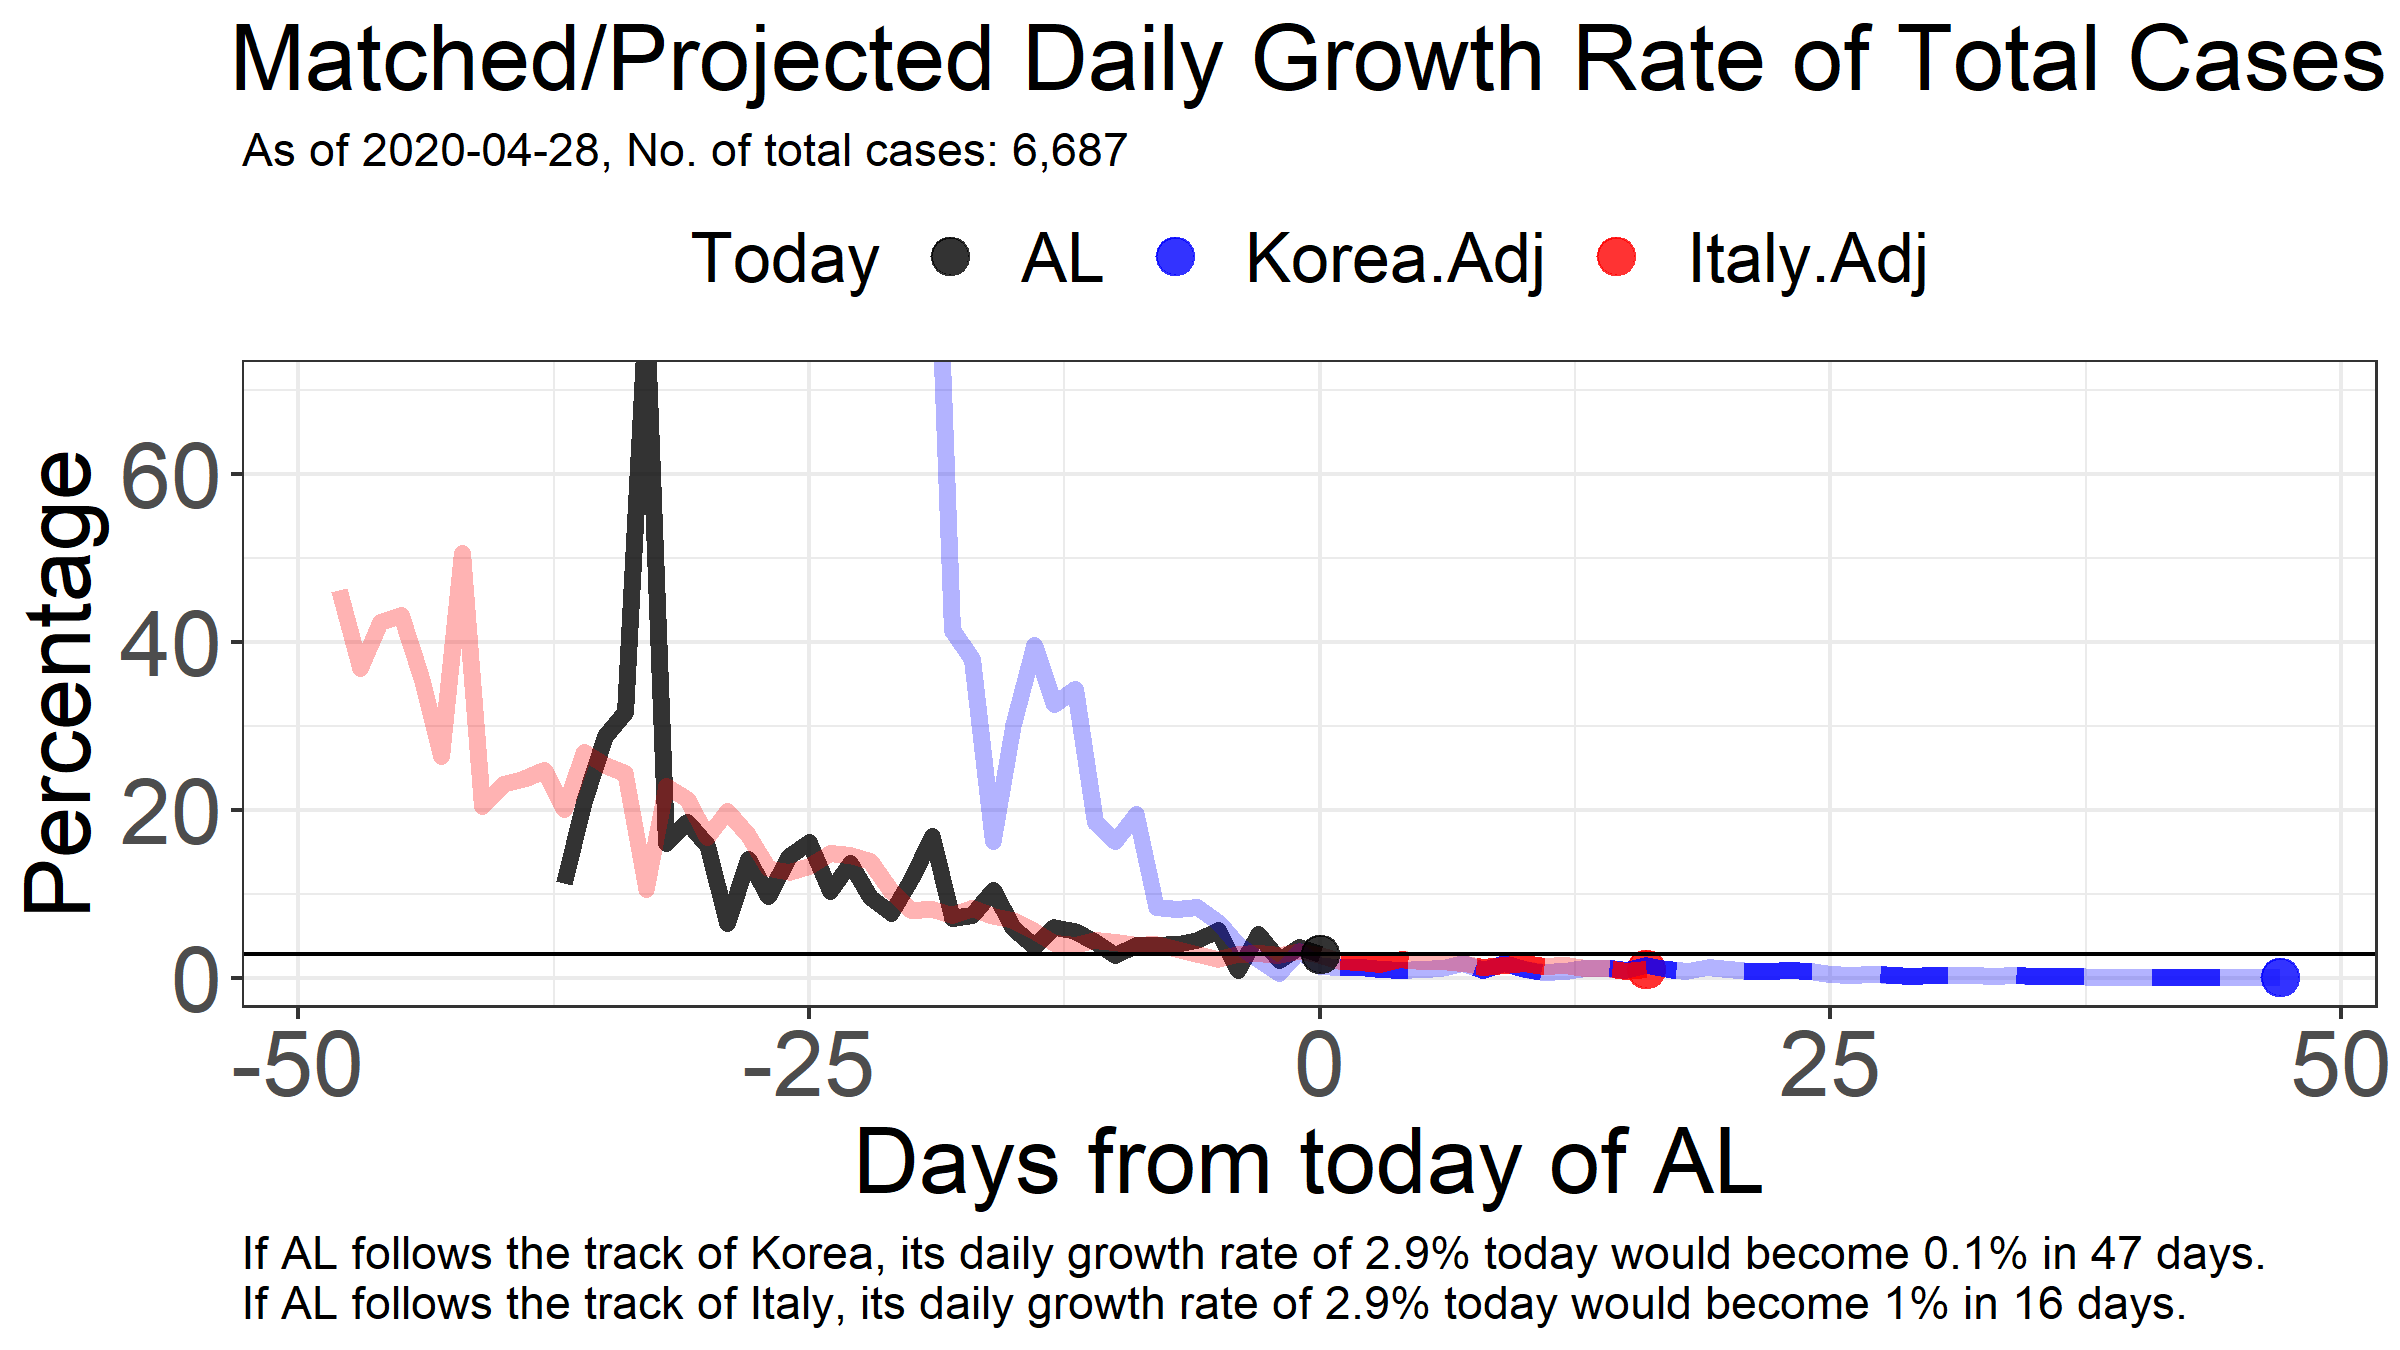 Matched/Projected Daily Growth Rate of Total Cases
As of 2020-04-28, No. of total cases: 6,687
Today AL Korea.Adj Italy.Adj
Percentage
60
40
20
0
-50 -25 0 25 50
Days from today of AL
If AL follows the track of Korea, its daily growth rate of 2.9% today would become 0.1% in 47 days.
If AL follows the track of Italy, its daily growth rate of 2.9% today would become 1% in 16 days.